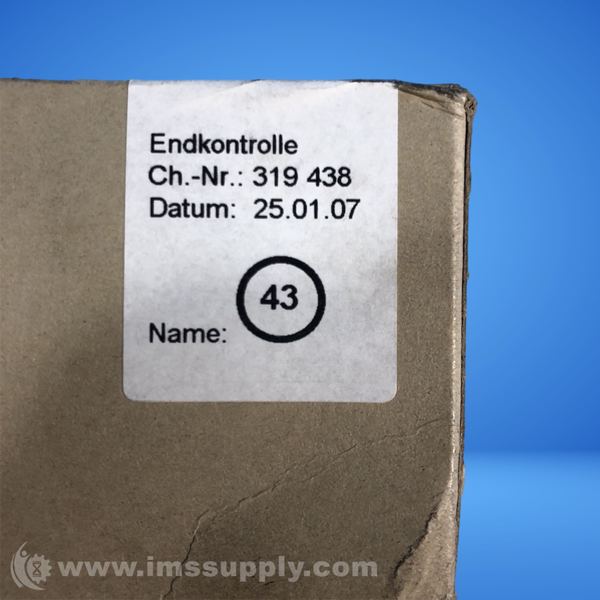 Endkontrolle
Ch.-Nr.: 319 438
Datum: 25.01.07
43
Name:
www.imssupply.com